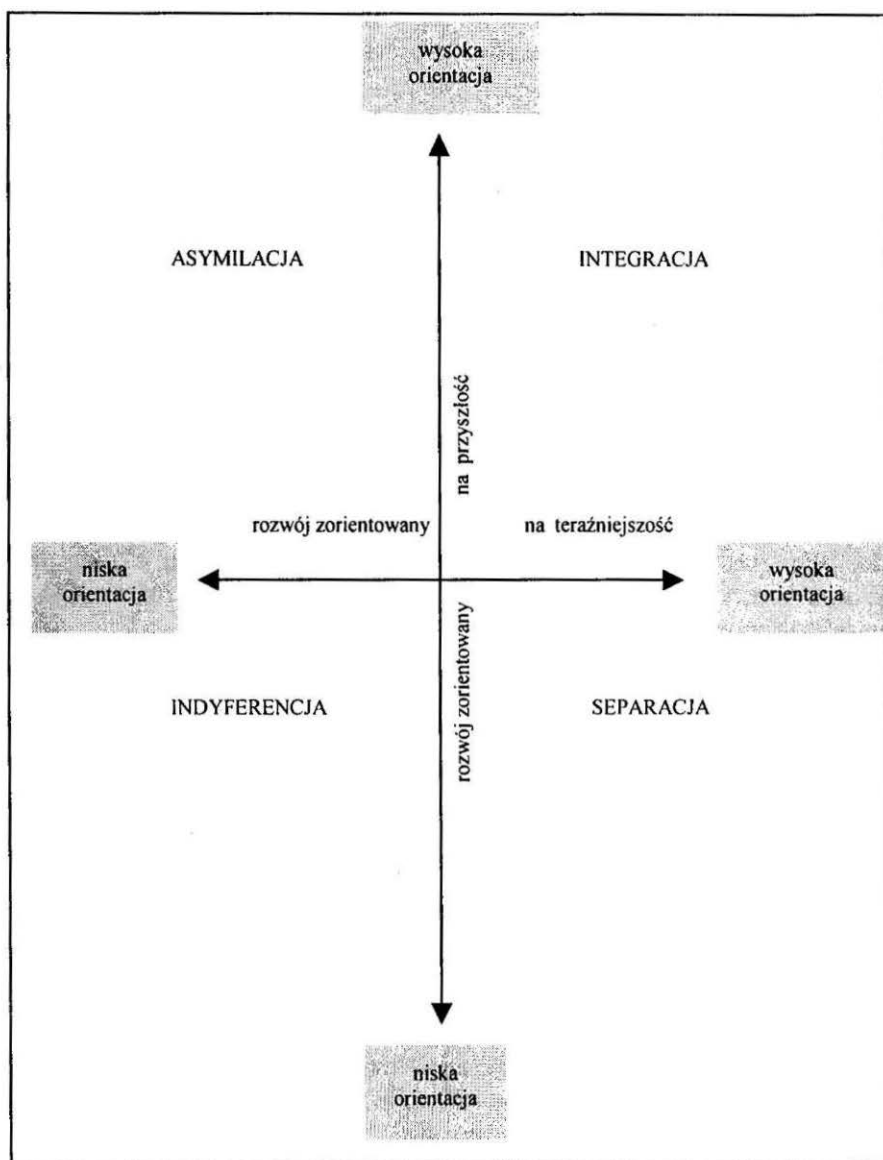 wysoka
orientacja
ASYMILACJA
INTEGRACJA
na przyszłość
rozwój zorientowany
na teraźniejszość
niska
orientacja
wysoka
orientacja
rozwój zorientowany
INDYFERENCJA
SEPARACJA
niska
orientacja